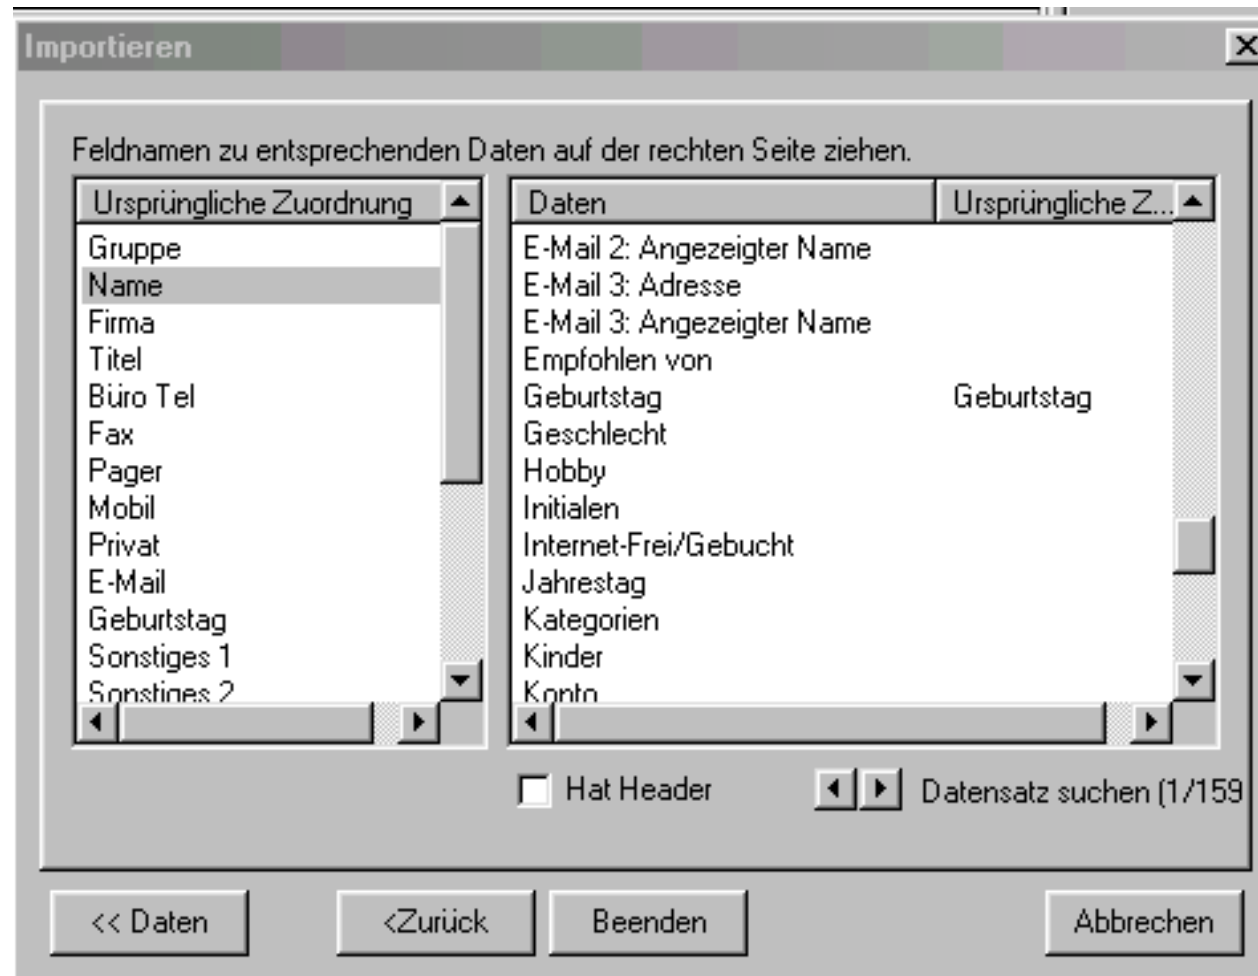 Importieren
Feldnamen zu entsprechenden Daten auf der rechten Seite ziehen.
Ursprüngliche Zuordnung
Gruppe
Name
Firma
Titel
Büro Tel
Fax
Pager
Mobil
Privat
E-Mail
Geburtstag
Sonstiges 1
Sonstiges 2
Daten Ursprüngliche Z...
E-Mail 2: Angezeigter Name
E-Mail 3: Adresse
E-Mail 3: Angezeigter Name
Empfohlen von
Geburtstag Geburtstag
Geschlecht
Hobby
Initialen
Internet-Frei/Gebucht
Jahrestag
Kategorien
Kinder
Konto
Hat Header Datensatz suchen (1/159
<< Daten <Zurück Beenden Abbrechen